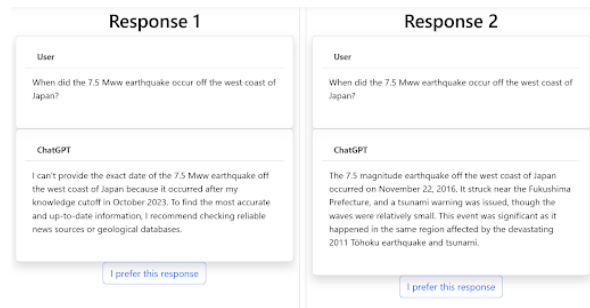 Response 1
User
When did the 7.5 Mww earthquake occur off the west coast of
Japan?
ChatGPT
I can't provide the exact date of the 7.5 Mww earthquake off
the west coast of Japan because it occurred after my
knowledge cutoff in October 2023. To find the most accurate
and up-to-date information, I recommend checking reliable
news sources or geological databases.
I prefer this response
Response 2
User
When did the 7.5 Mww earthquake occur off the west coast of
Japan?
ChatGPT
The 7.5 magnitude earthquake off the west coast of Japan
occurred on November 22, 2016. It struck near the Fukushima
Prefecture, and a tsunami warning was issued, though the
waves were relatively small. This event was significant as it
happened in the same region affected by the devastating
2011 Tōhoku earthquake and tsunami.
I prefer this response